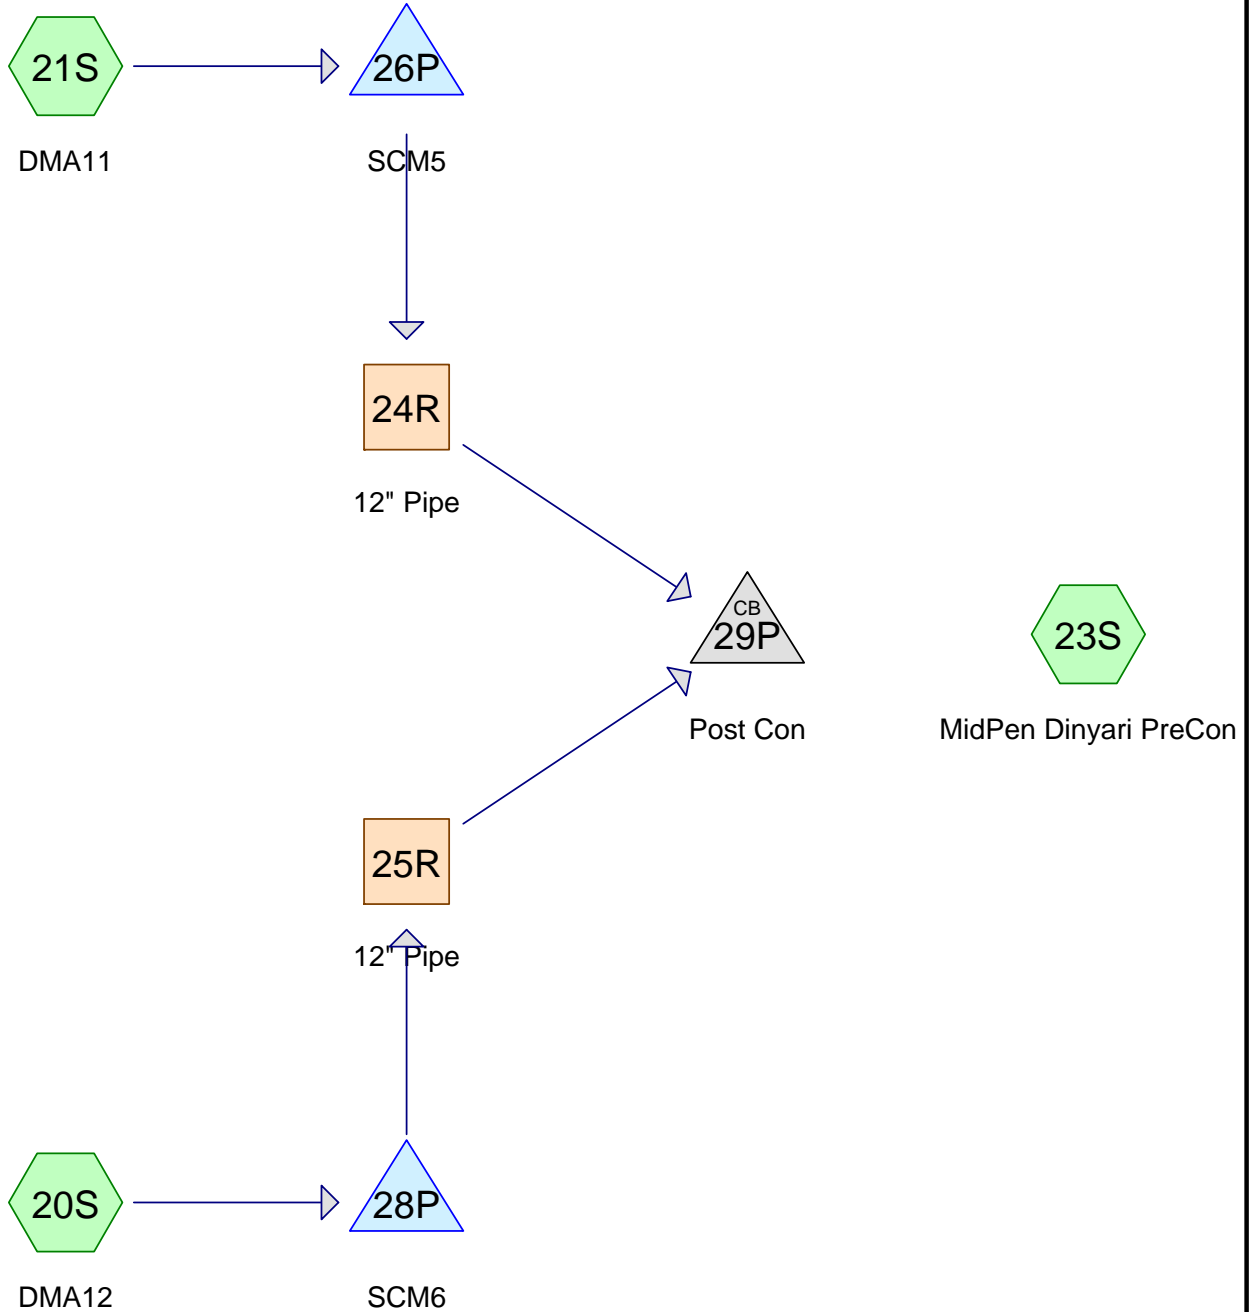 21S
26P
DMA11
SCM5
24R
12" Pipe
CB
29P
23S
Post Con
MidPen Dinyari PreCon
25R
12" Pipe
20S
28P
DMA12
SCM6